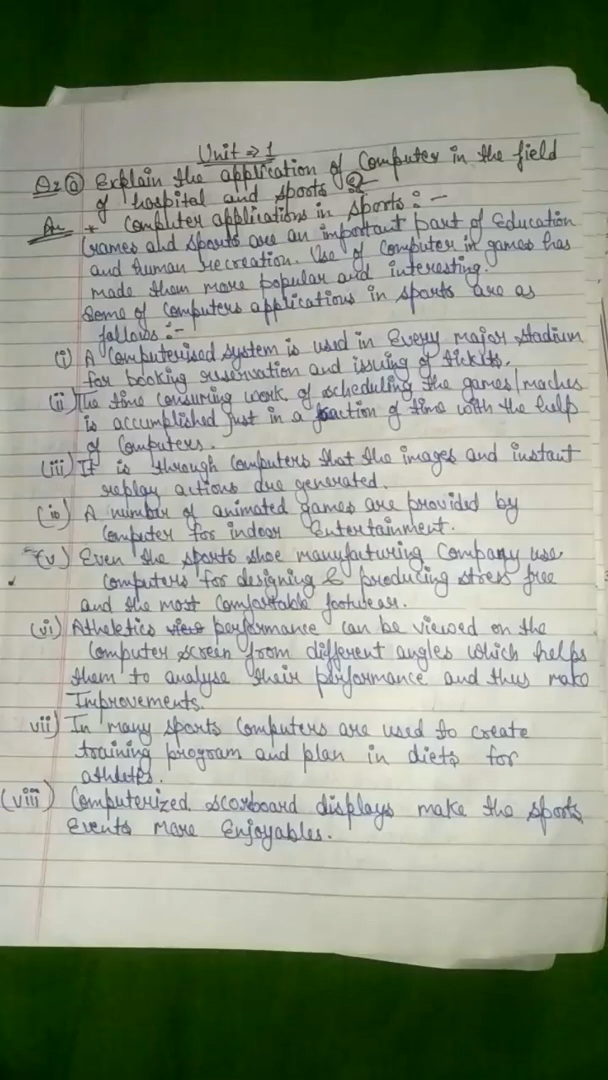 Unit ⇒ 1
Q2 (a) Explain the application of Computer in the field
of hospital and spoots ?
An * Computer applications in sports : -
Games and sports are an important part of Education
and human recreation. Use of Computer in games has
made them more popular and interesting.
Some of Computers applications in sports are as
follows :-
(i) A Computerised system is used in Every major stadium
for booking reservation and issuing of tickits.
(ii) The time consuming work of scheduling the games/maches
is accomplished just in a fraction of time with the help
of Computers.
(iii) It is through Computers that the images and instant
replay actions are generated.
(iv) A number of animated games are provided by
Computer for indoor Entertainment.
(v) Even the sports shoe manufacturing Company use
Computers for designing & producing stress free
and the most Comfortable footwear.
(vi) Atheletics view performance can be viewed on the
Computer screen from different angles which helps
them to analyse their performance and thus make
Improvements.
vii) In many sports Computers are used to create
training program and plan in diets for
athletes.
(viii) Computerized scorboard displays make the sports
Events More Enjoyables.